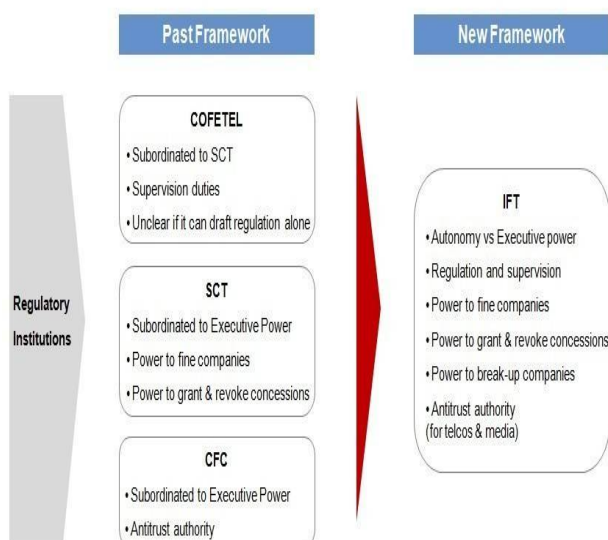 Past Framework
New Framework
Regulatory
Institutions
COFETEL
• Subordinated to SCT
• Supervision duties
• Unclear if it can draft regulation alone
SCT
• Subordinated to Executive Power
• Power to fine companies
• Power to grant & revoke concessions
CFC
• Subordinated to Executive Power
• Antitrust authority
IFT
• Autonomy vs Executive power
• Regulation and supervision
• Power to fine companies
• Power to grant & revoke concessions
• Power to break-up companies
• Antitrust authority
(for telcos & media)